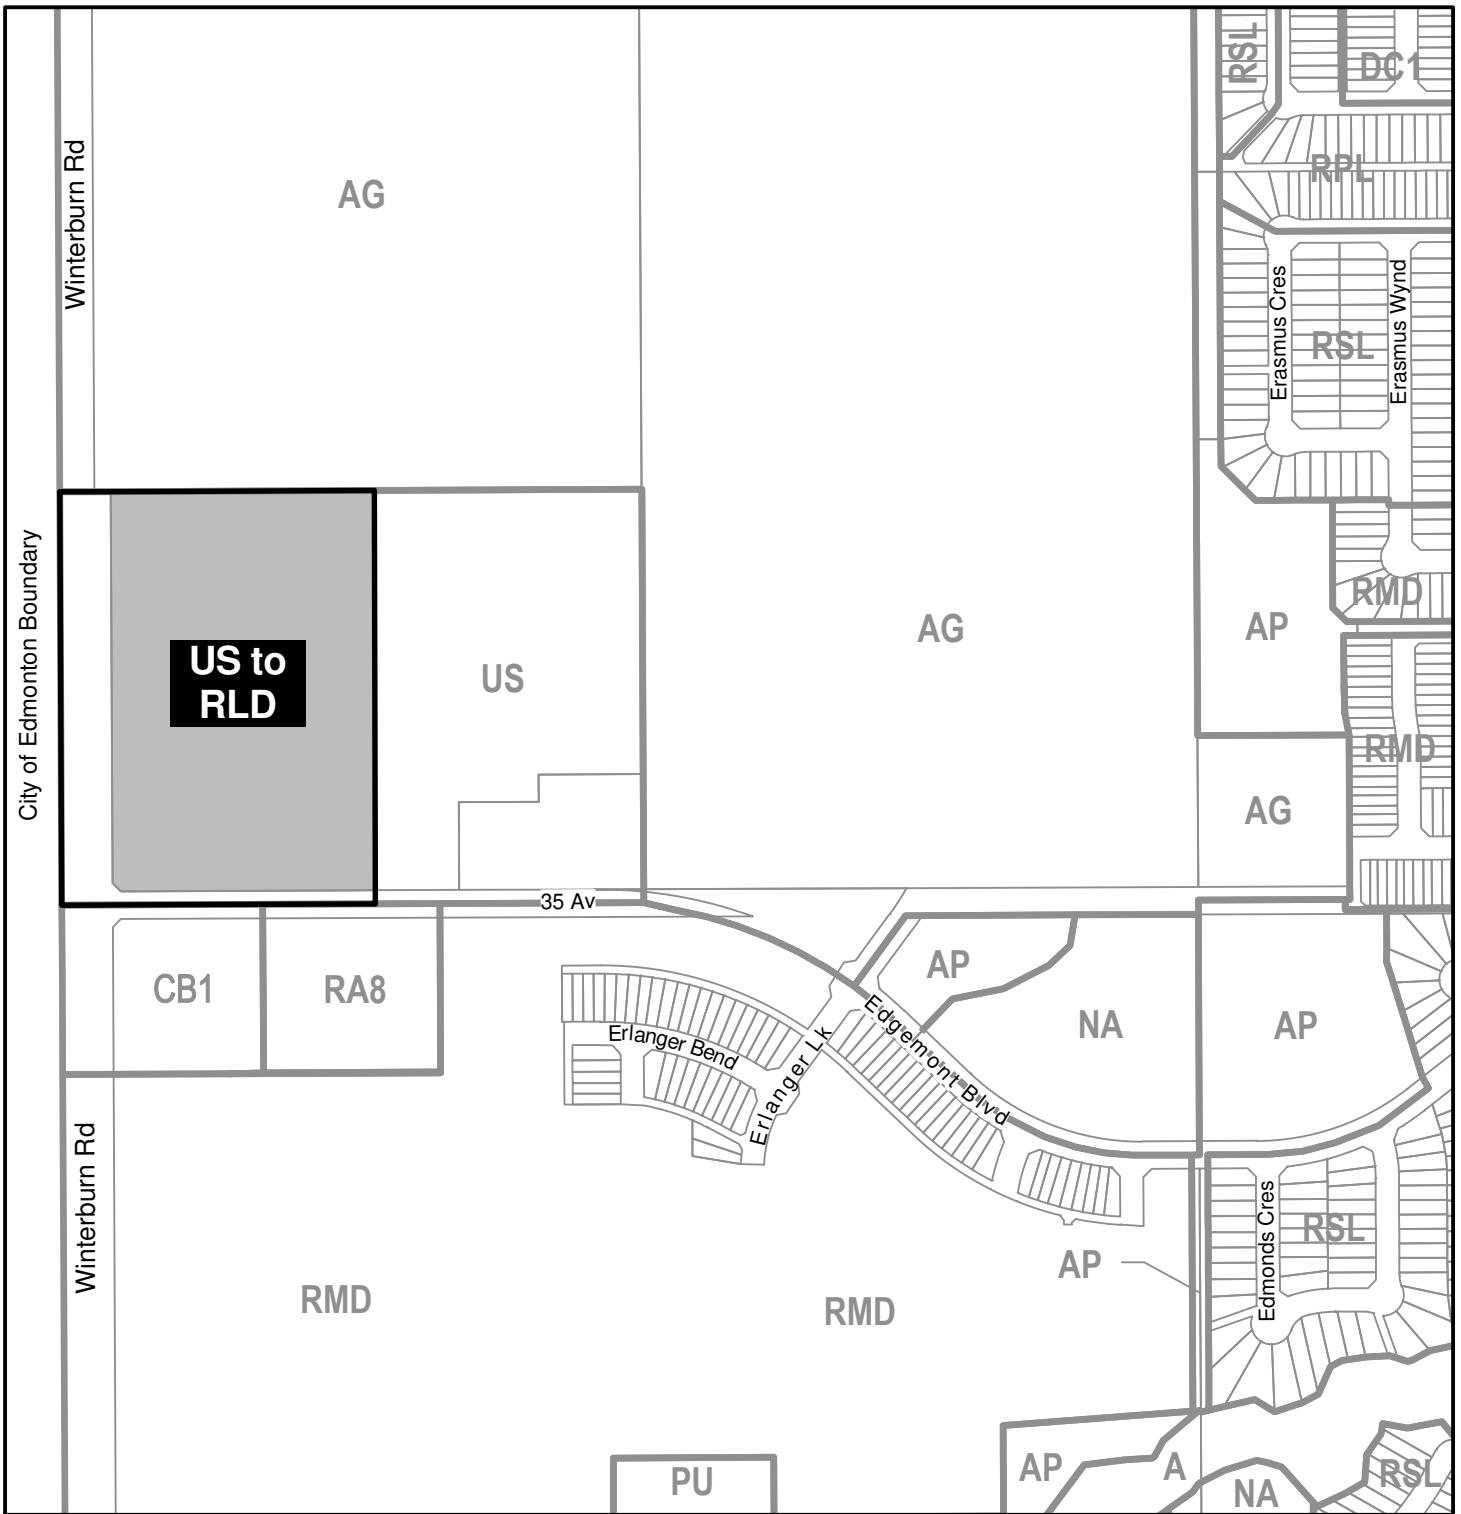 RSL
DC1
Winterburn Rd
AG
RPL
Erasmus Cres
Erasmus Wynd
RSL
City of Edmonton Boundary
US to
RLD
US
AG
AP
RMD
RMD
AG
35 Av
CB1
RA8
AP
NA
AP
Erlanger Bend
Erlanger Lk
Edgemont Blvd
Winterburn Rd
Edmonds Cres
RSL
AP
RMD
RMD
PU
AP
A
NA
RSL